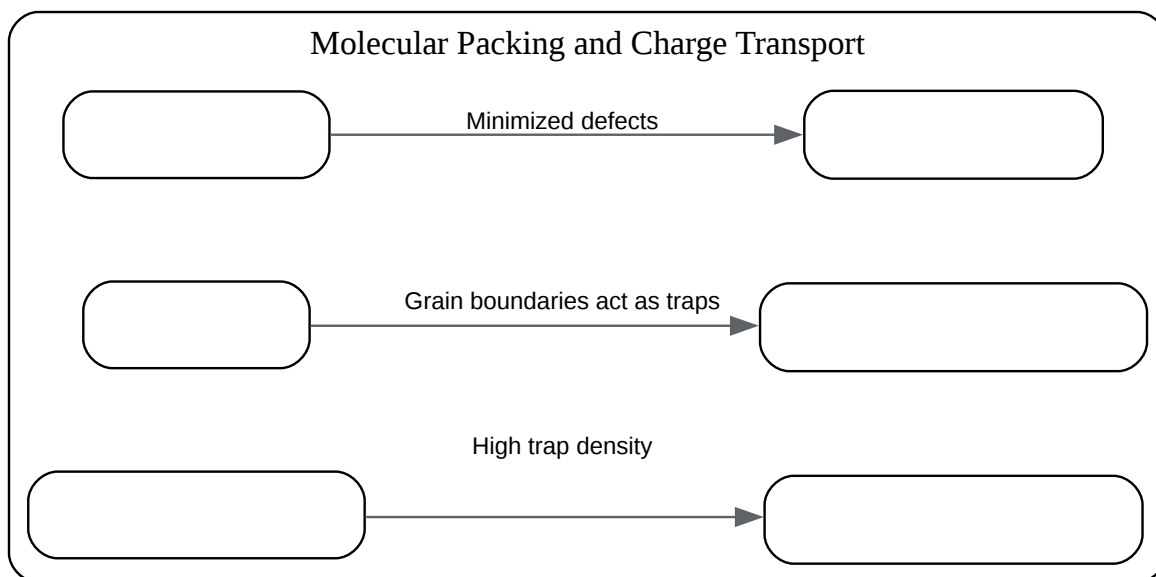 Molecular Packing and Charge Transport
Minimized defects
Grain boundaries act as traps
High trap density